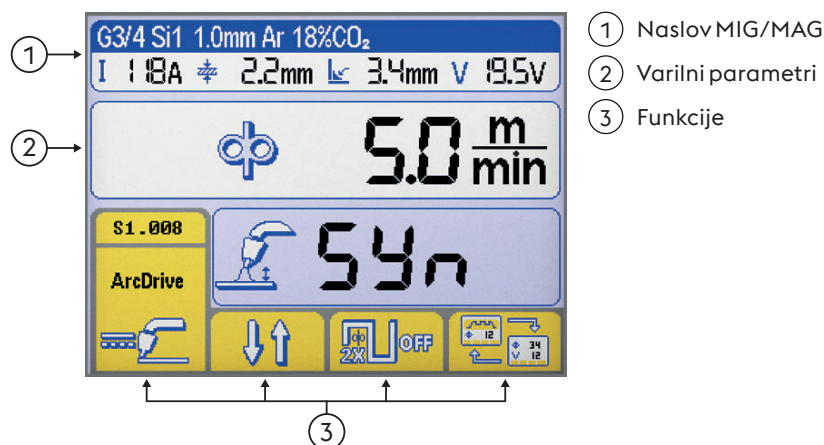 G3/4 Si1 1.0mm Ar 18%CO₂
I 118A 2.2mm 3.4mm V 19.5V
5.0 m/min
S1.008
ArcDrive
Syn
2X OFF
12
34
V 12
1 Naslov MIG/MAG
2 Varilni parametri
3 Funkcije
1
2
3